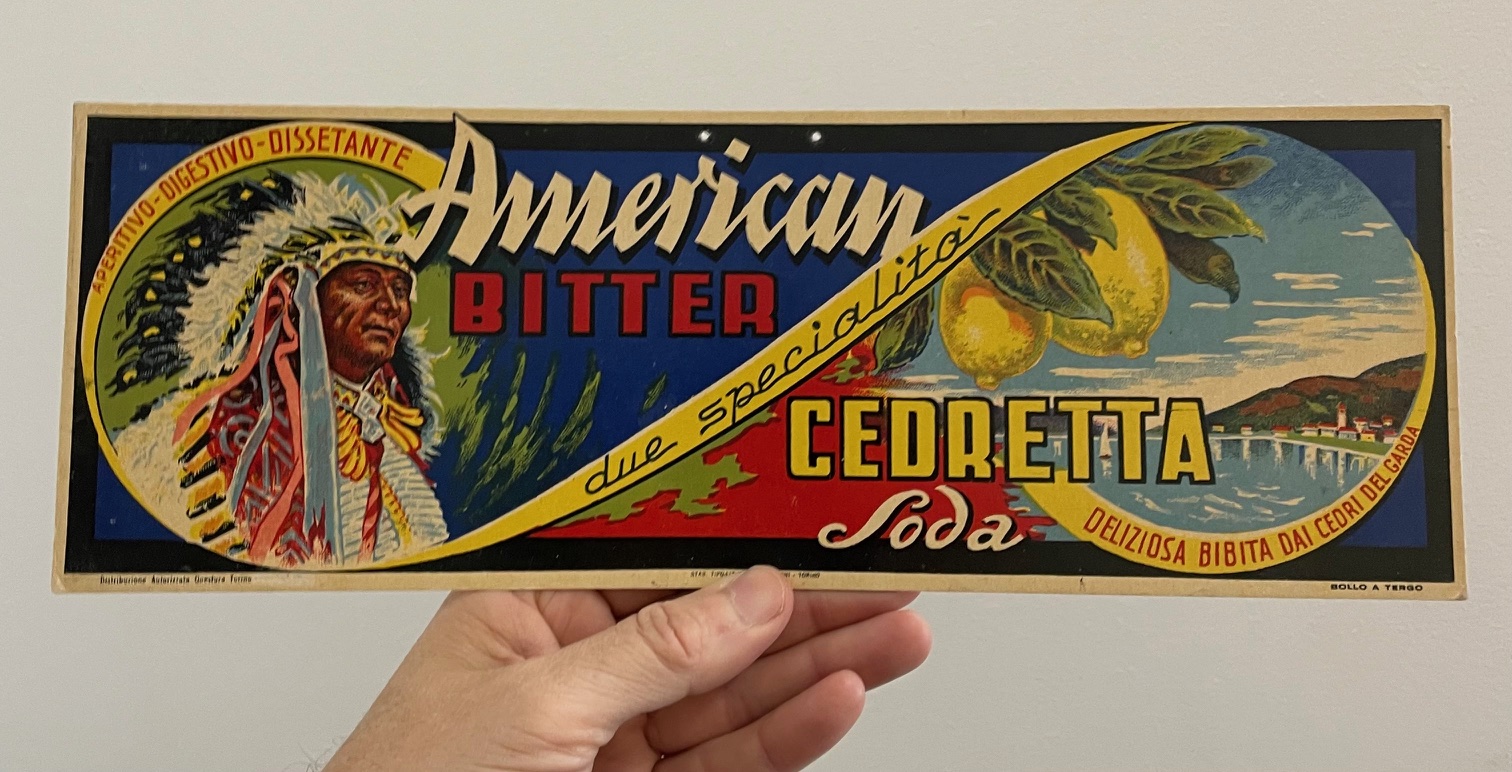 APERITIVO-DIGESTIVO-DISSETANTE
American
BITTER
due specialità
CEDRETTA
Soda
DELIZIOSA BIBITA DAI CEDRI DEL GARDA
Distribuzione Autorizzata Questura Torino
- TORINO
BOLLO A TERGO